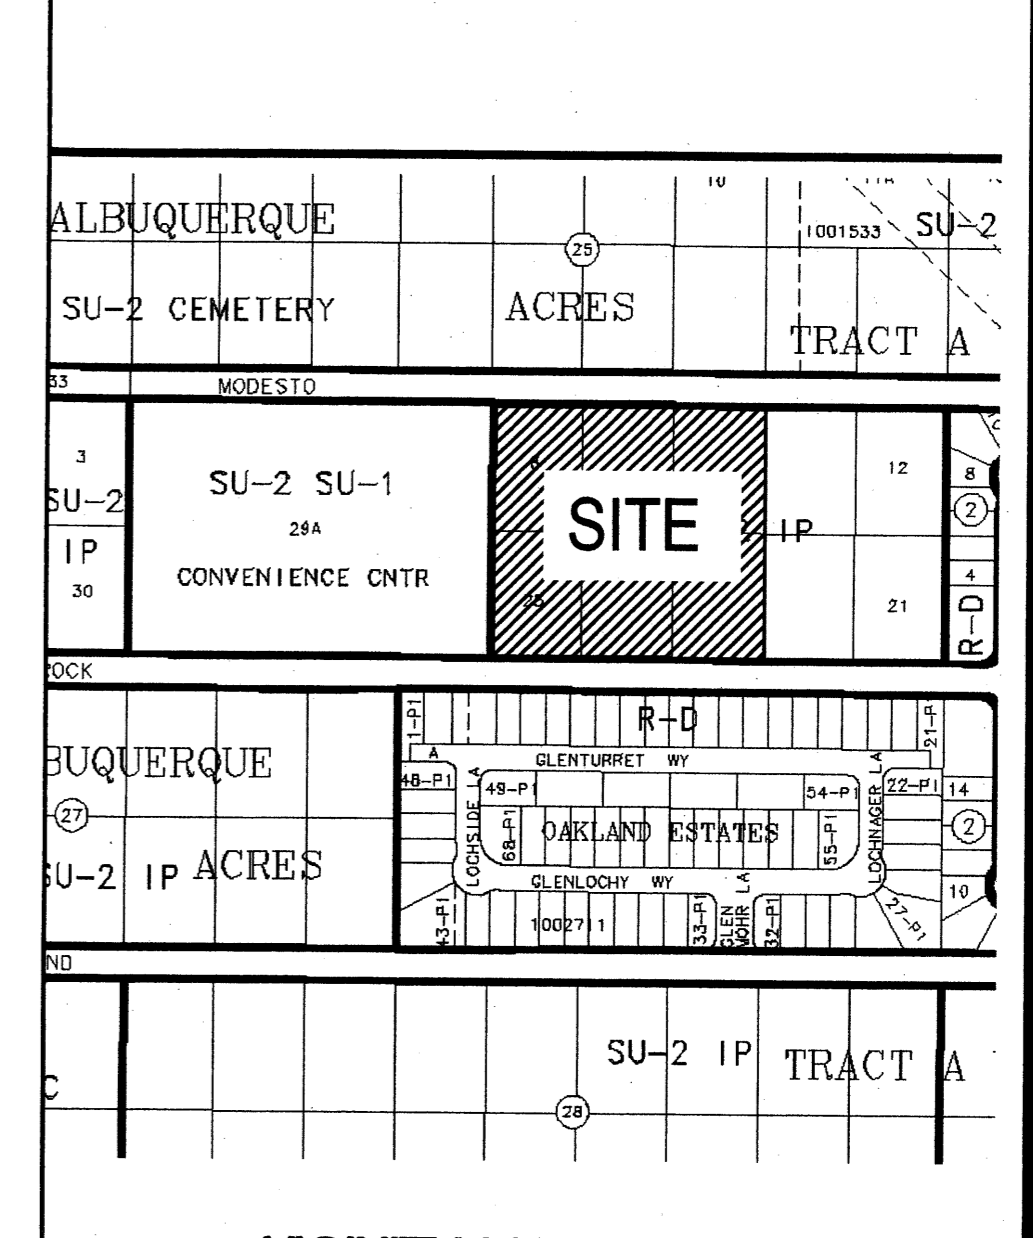 10
ALBUQUERQUE
25
1001533
SU-2
SU-2 CEMETERY
ACRES
TRACT A
33
MODESTO
3
SU-2
IP
30
SU-2 SU-1
29A
CONVENIENCE CNTR
SITE
IP
12
21
8
2
4
R-D
OCK
BUQUERQUE
27
SU-2 IP
ACRES
1-P1
R-D
21-P1
A
GLENTURRET WY
48-P1
49-P1
54-P1
22-P1
14
LOCHSIDE LA
68-P1
OAKLAND ESTATES
55-P1
LOCHNAGER LA
2
GLENLOCHY WY
10
43-P1
1002711
33-P1
GLEN
MOHR LA
32-P1
27-P1
ND
SU-2 IP
TRACT A
C
28